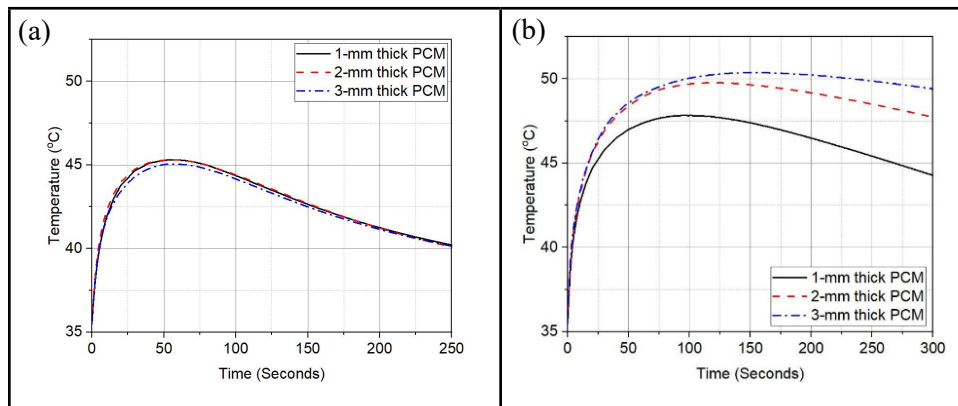 (a)
1-mm thick PCM
2-mm thick PCM
3-mm thick PCM
50
45
40
35
Temperature (ºC)
0 50 100 150 200 250
Time (Seconds)
(b)
50
45
40
35
Temperature (ºC)
1-mm thick PCM
2-mm thick PCM
3-mm thick PCM
0 50 100 150 200 250 300
Time (Seconds)